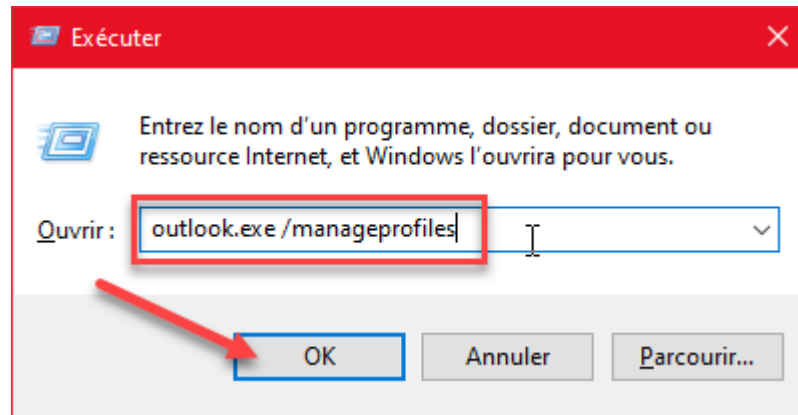 Exécuter
Entrez le nom d'un programme, dossier, document ou
ressource Internet, et Windows l'ouvrira pour vous.
Ouvrir : outlook.exe /manageprofiles
OK Annuler Parcourir...